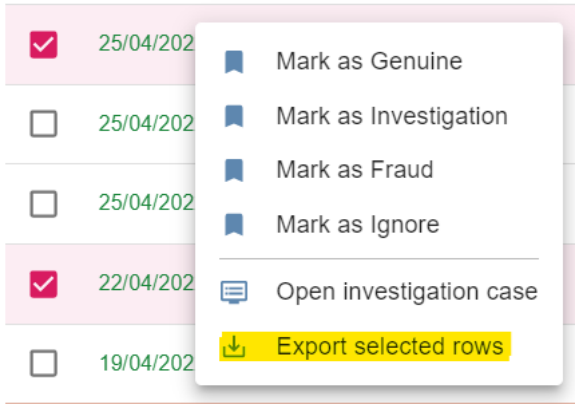 25/04/202
Mark as Genuine
25/04/202
Mark as Investigation
Mark as Fraud
25/04/202
Mark as Ignore
22/04/202
Open investigation case
Export selected rows
19/04/202